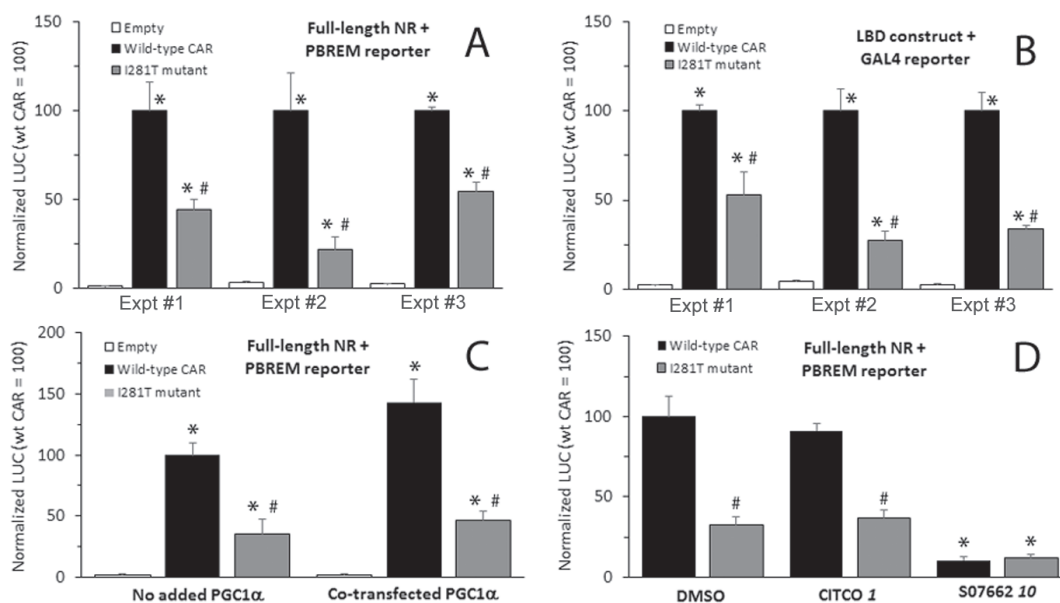 A
Full-length NR +
PBREM reporter
Empty
Wild-type CAR
I281T mutant
Normalized LUC (wt CAR = 100)
150
100
50
0
* * # * * # * * #
Expt #1 Expt #2 Expt #3
B
LBD construct +
GAL4 reporter
Empty
Wild-type CAR
I281T mutant
Normalized LUC (wt CAR = 100)
150
100
50
0
* * # * * # * * #
Expt #1 Expt #2 Expt #3
C
Full-length NR +
PBREM reporter
Empty
Wild-type CAR
I281T mutant
Normalized LUC (wt CAR = 100)
200
150
100
50
0
* * # * * #
No added PGC1α Co-transfected PGC1α
D
Full-length NR +
PBREM reporter
Wild-type CAR
I281T mutant
Normalized LUC (wt CAR = 100)
150
100
50
0
# # * *
DMSO CITCO 1 S07662 10